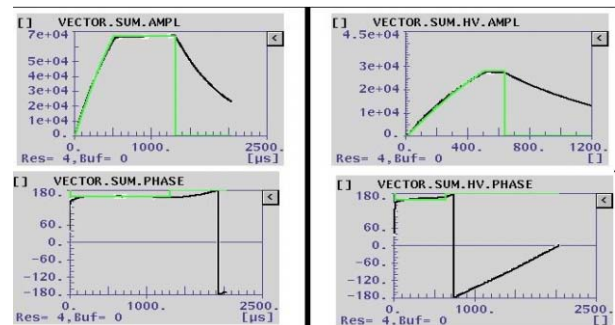 [] VECTOR.SUM.AMPL
<
7e+04
6e+04
4e+04
3e+04
1e+04
0.
0. 1000. 2500.
Res= 4,Buf= 0 [µs]
[] VECTOR.SUM.HV.AMPL
<
4.5e+04
3e+04
2e+04
1e+04
0.
0. 400. 800. 1200.
Res= 4,Buf= 0 []
[] VECTOR.SUM.PHASE
<
180.
60.
0.
-60.
-120.
-180.
0. 1000. 2500.
Res= 4,Buf= 0 [µs]
[] VECTOR.SUM.HV.PHASE
<
180.
60.
0.
-60.
-120.
-180.
0. 1000. 2500.
Res= 4,Buf= 0 []